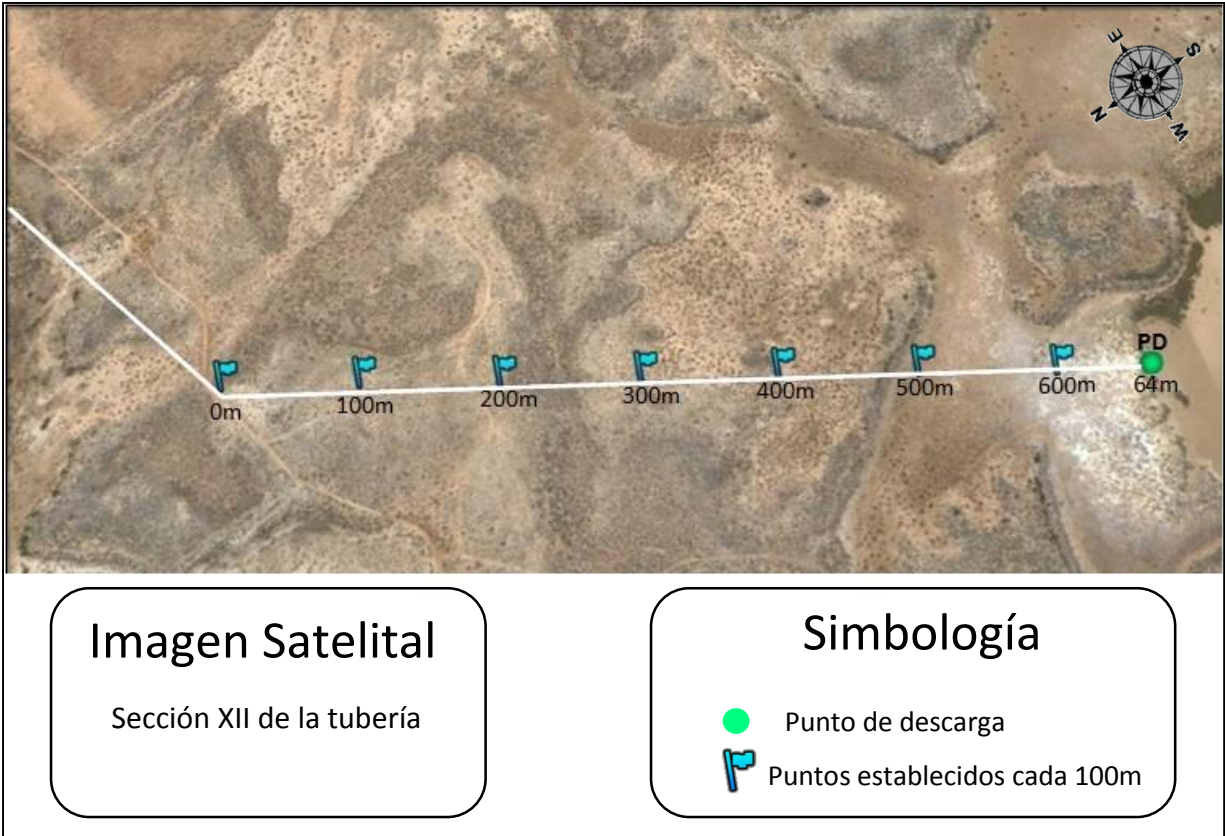 E
S
N
W
PD
0m
100m
200m
300m
400m
500m
600m
64m
Imagen Satelital
Sección XII de la tubería
Simbología
Punto de descarga
Puntos establecidos cada 100m